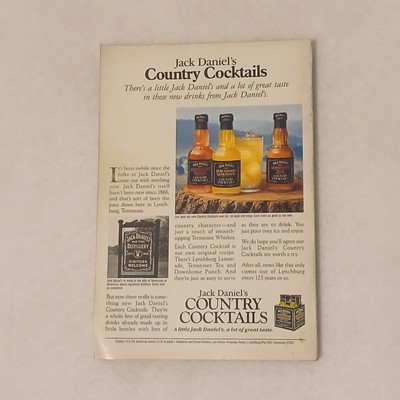 Jack Daniel's
Country Cocktails
There's a little Jack Daniel's and a lot of great taste
in these new drinks from Jack Daniel's.
It's been awhile since the
folks at Jack Daniel's
come out with anything
new. Jack Daniel's itself
hasn't been new since 1866,
and that's sort of been the
pace down here in Lynch-
burg, Tennessee.
JACK DANIEL'S
DISTILLERY
VISITORS
WELCOME
But now there really is some-
thing new. Jack Daniel's
Country Cocktails. They're
a whole line of good tasting
drinks already made up in
little bottles with lots of
country character—and
just a touch of smooth-
sipping Tennessee Whiskey.
Each Country Cocktail is
our own original recipe.
There's Lynchburg Lemon-
ade, Tennessee Tea and
Downhome Punch. And
they're just as easy to serve
as they are to drink. You
just pour over ice and enjoy.
We do hope you'll agree our
Jack Daniel's Country
Cocktails are worth a try.
After all, news like this only
comes out of Lynchburg
every 125 years or so.
Jack Daniel's
COUNTRY
COCKTAILS
A little Jack Daniel's, a lot of great taste.